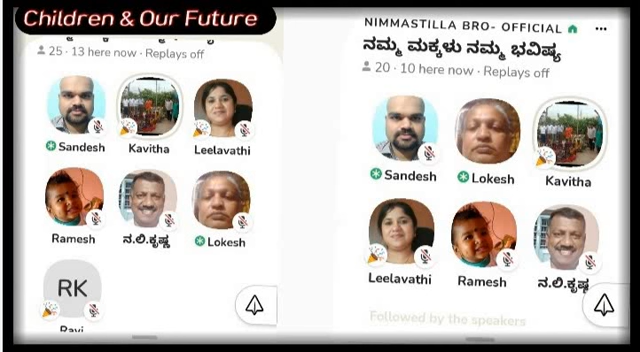 Children & Our Future
25 · 13 here now · Replays off
Sandesh
Kavitha
Leelavathi
Ramesh
ನ.ಲಿ.ಕೃಷ್ಣ
Lokesh
RK
Ravi
NIMMASTILLA BRO- OFFICIAL
ನಮ್ಮ ಮಕ್ಕಳು ನಮ್ಮ ಭವಿಷ್ಯ
20 · 10 here now · Replays off
Sandesh
Lokesh
Kavitha
Leelavathi
Ramesh
ನ.ಲಿ.ಕೃಷ್ಣ
Followed by the speakers